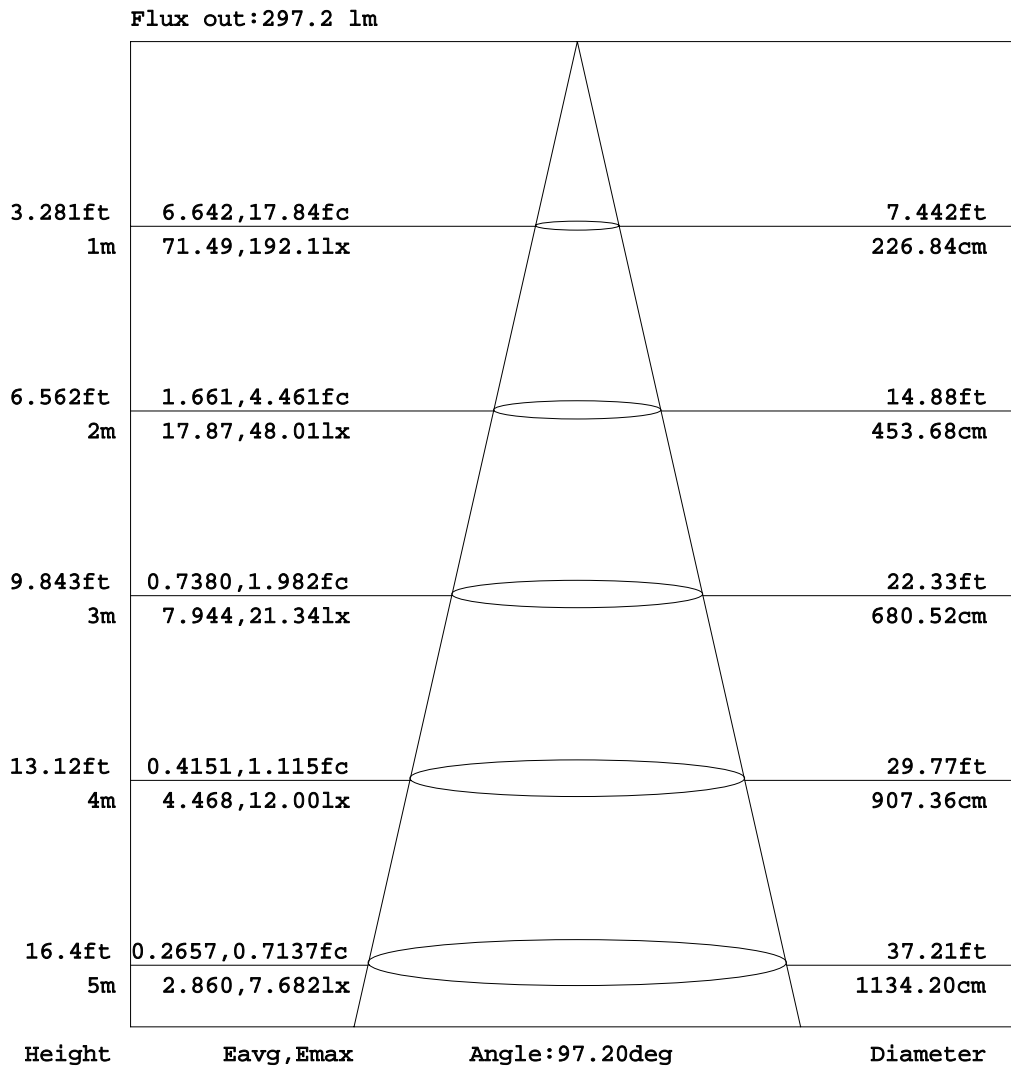 Flux out:297.2 lm
3.281ft 6.642,17.84fc 7.442ft
1m 71.49,192.1lx 226.84cm
6.562ft 1.661,4.461fc 14.88ft
2m 17.87,48.01lx 453.68cm
9.843ft 0.7380,1.982fc 22.33ft
3m 7.944,21.34lx 680.52cm
13.12ft 0.4151,1.115fc 29.77ft
4m 4.468,12.00lx 907.36cm
16.4ft 0.2657,0.7137fc 37.21ft
5m 2.860,7.682lx 1134.20cm
Height Eavg,Emax Angle:97.20deg Diameter